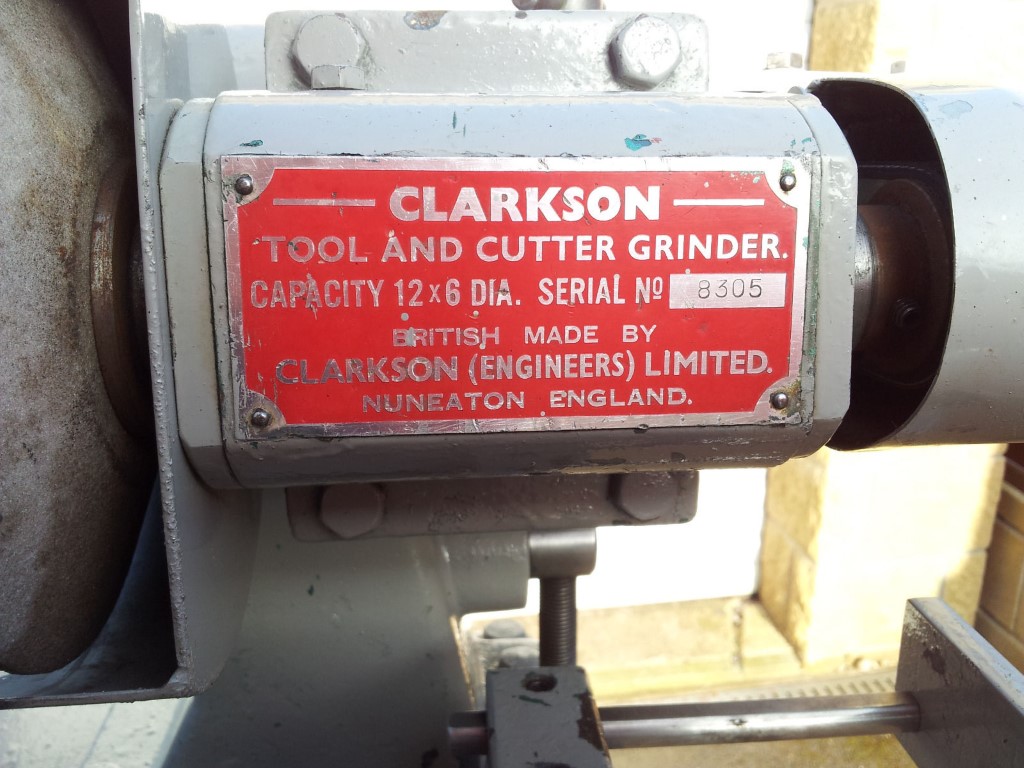 CLARKSON
TOOL AND CUTTER GRINDER.
CAPACITY 12 x 6 DIA. SERIAL Nº 8305
BRITISH MADE BY
CLARKSON (ENGINEERS) LIMITED.
NUNEATON ENGLAND.